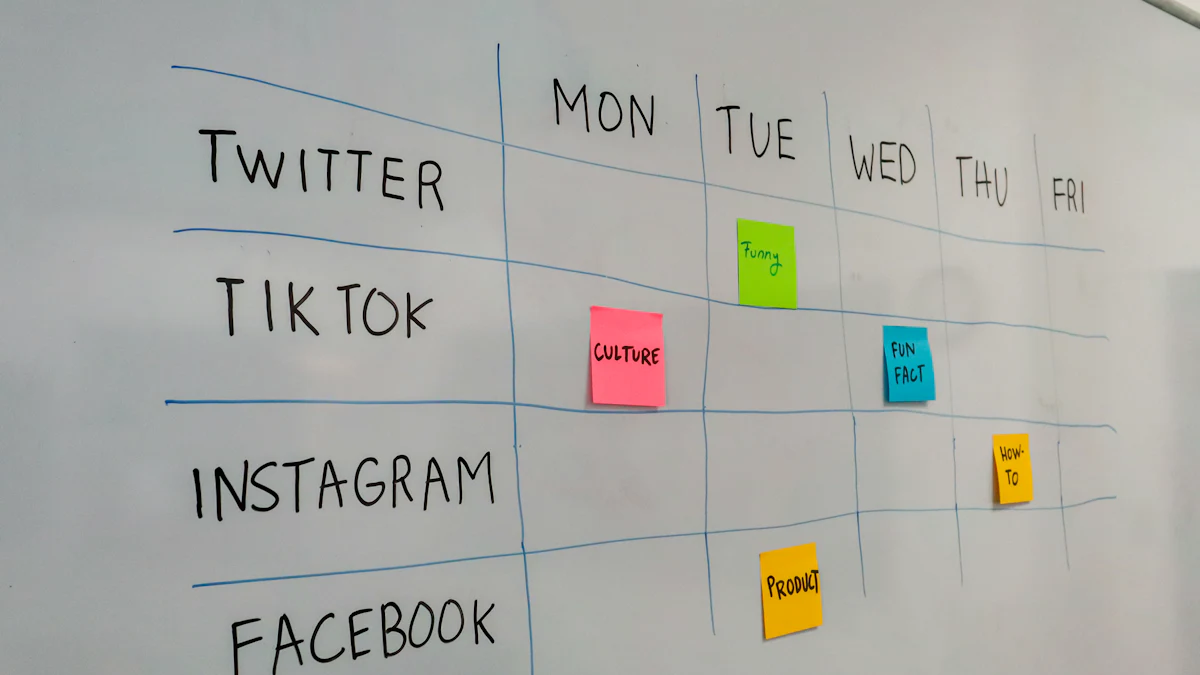 MON TUE WED THU FRI
TWITTER
Funny
TIKTOK
CULTURE
FUN
FACT
INSTAGRAM
HOW-
TO
FACEBOOK
PRODUCT